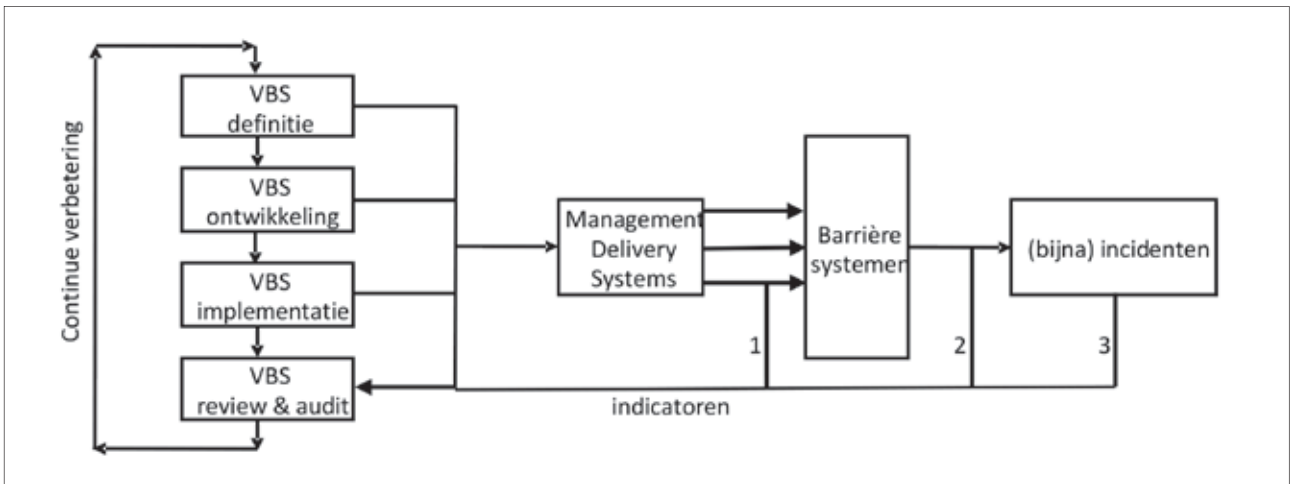 Continue verbetering
VBS
definitie
VBS
ontwikkeling
VBS
implementatie
VBS
review & audit
Management
Delivery
Systems
Barrière
systemen
(bijna) incidenten
1
2
3
indicatoren